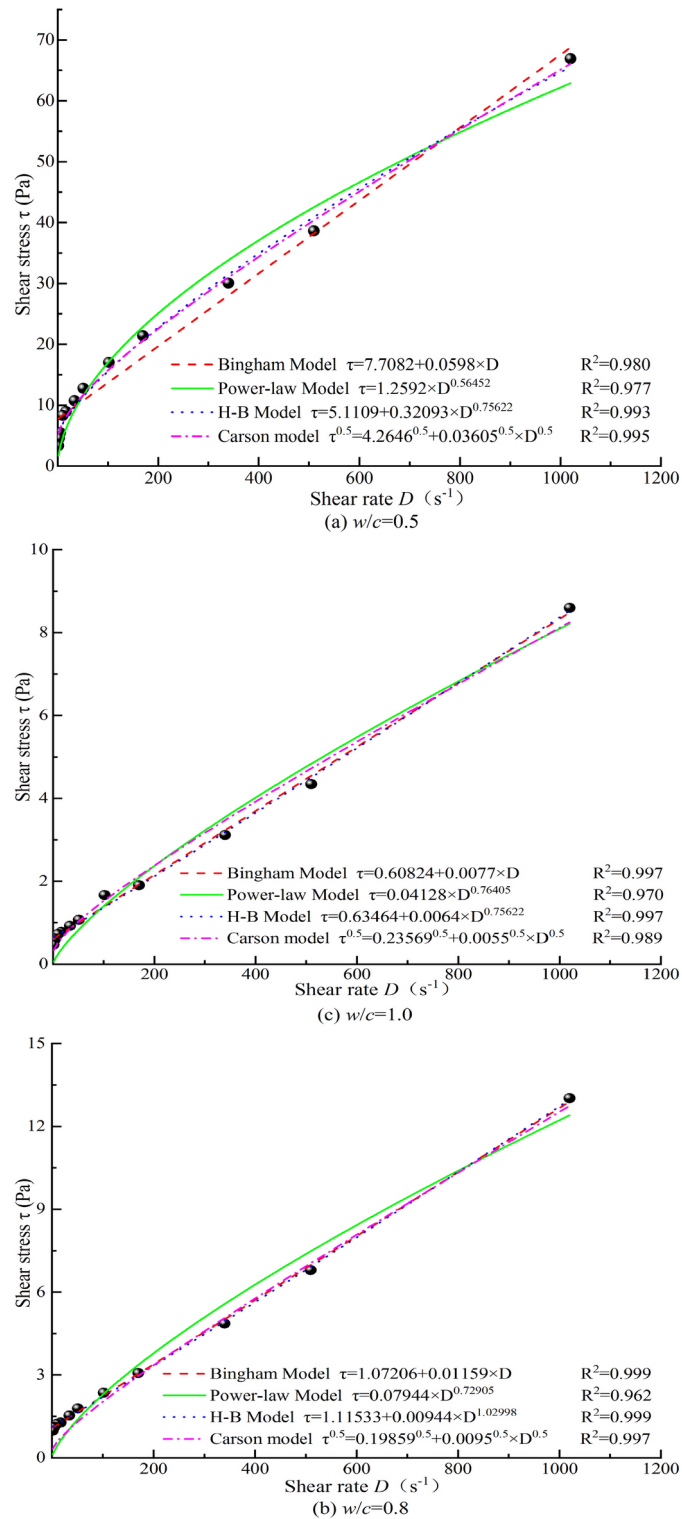 70
60
50
40
30
20
10
0
Shear stress τ (Pa)
Bingham Model τ=7.7082+0.0598×D R²=0.980
Power-law Model τ=1.2592×D^0.56452 R²=0.977
H-B Model τ=5.1109+0.32093×D^0.75622 R²=0.993
Carson model τ^0.5=4.2646^0.5+0.03605^0.5×D^0.5 R²=0.995
200 400 600 800 1000 1200
Shear rate D（s⁻¹）
(a) w/c=0.5
10
8
6
4
2
0
Shear stress τ (Pa)
Bingham Model τ=0.60824+0.0077×D R²=0.997
Power-law Model τ=0.04128×D^0.76405 R²=0.970
H-B Model τ=0.63464+0.0064×D^0.75622 R²=0.997
Carson model τ^0.5=0.23569^0.5+0.0055^0.5×D^0.5 R²=0.989
200 400 600 800 1000 1200
Shear rate D（s⁻¹）
(c) w/c=1.0
15
12
9
6
3
0
Shear stress τ (Pa)
Bingham Model τ=1.07206+0.01159×D R²=0.999
Power-law Model τ=0.07944×D^0.72905 R²=0.962
H-B Model τ=1.11533+0.00944×D^1.02998 R²=0.999
Carson model τ^0.5=0.19859^0.5+0.0095^0.5×D^0.5 R²=0.997
200 400 600 800 1000 1200
Shear rate D（s⁻¹）
(b) w/c=0.8